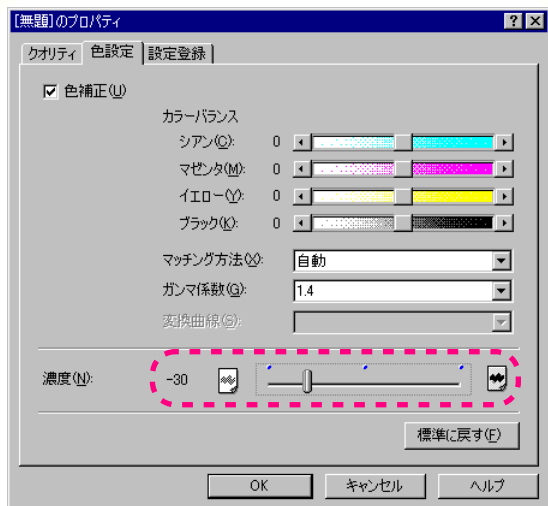 [無題]のプロパティ
クオリティ 色設定 設定登録
色補正(U)
カラーバランス
シアン(C): 0
マゼンタ(M): 0
イエロー(Y): 0
ブラック(K): 0
マッチング方法(X): 自動
ガンマ係数(G): 1.4
変換曲線(S):
濃度(N): -30
標準に戻す(F)
OK キャンセル ヘルプ